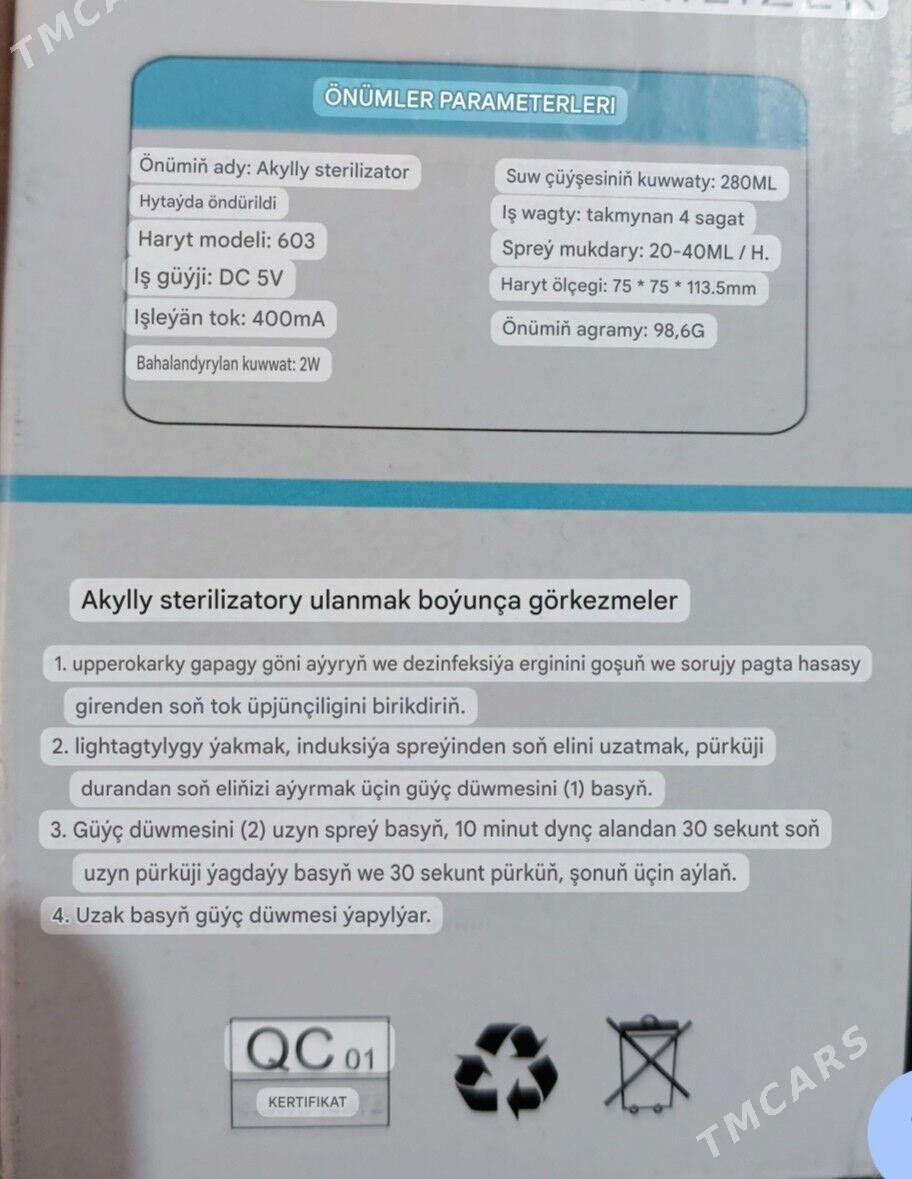 TMCARS
ÖNÜMLER PARAMETERLERI
Önümiň ady: Akylly sterilizator
Hytaýda öndürildi
Haryt modeli: 603
Iş güýji: DC 5V
Işleýän tok: 400mA
Bahalandyrylan kuwwat: 2W
Suw çüýşesiniň kuwwaty: 280ML
Iş wagty: takmynan 4 sagat
Spreý mukdary: 20-40ML / H.
Haryt ölçegi: 75 * 75 * 113.5mm
Önümiň agramy: 98,6G
Akylly sterilizatory ulanmak boýunça görkezmeler
1. upperokarky gapagy göni aýyryň we dezinfeksiýa erginini goşuň we sorujy pagta hasasy
girenden soň tok üpjünçiligini birikdiriň.
2. lightagtylygy ýakmak, induksiýa spreýinden soň elini uzatmak, pürküji
durandan soň eliňizi aýyrmak üçin güýç düwmesini (1) basyň.
3. Güýç düwmesini (2) uzyn spreý basyň, 10 minut dynç alandan 30 sekunt soň
uzyn pürküji ýagdaýy basyň we 30 sekunt pürküň, şonuň üçin aýlaň.
4. Uzak basyň güýç düwmesi ýapylýar.
QC 01
KERTIFIKAT
TMCARS